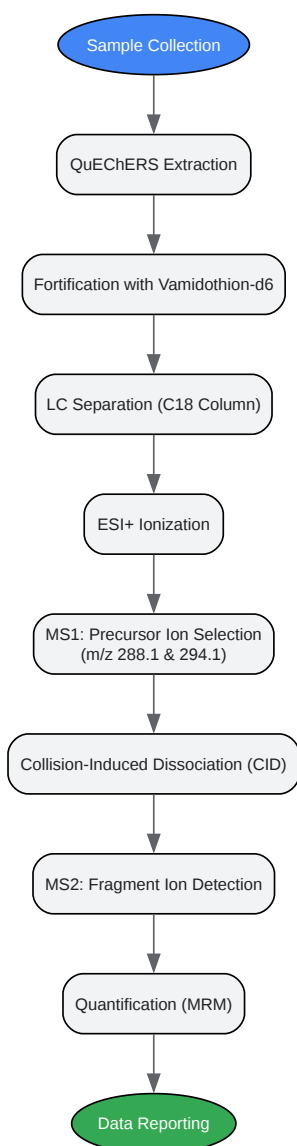 Sample Collection
QuEChERS Extraction
Fortification with Vamidothion-d6
LC Separation (C18 Column)
ESI+ Ionization
MS1: Precursor Ion Selection
(m/z 288.1 & 294.1)
Collision-Induced Dissociation (CID)
MS2: Fragment Ion Detection
Quantification (MRM)
Data Reporting